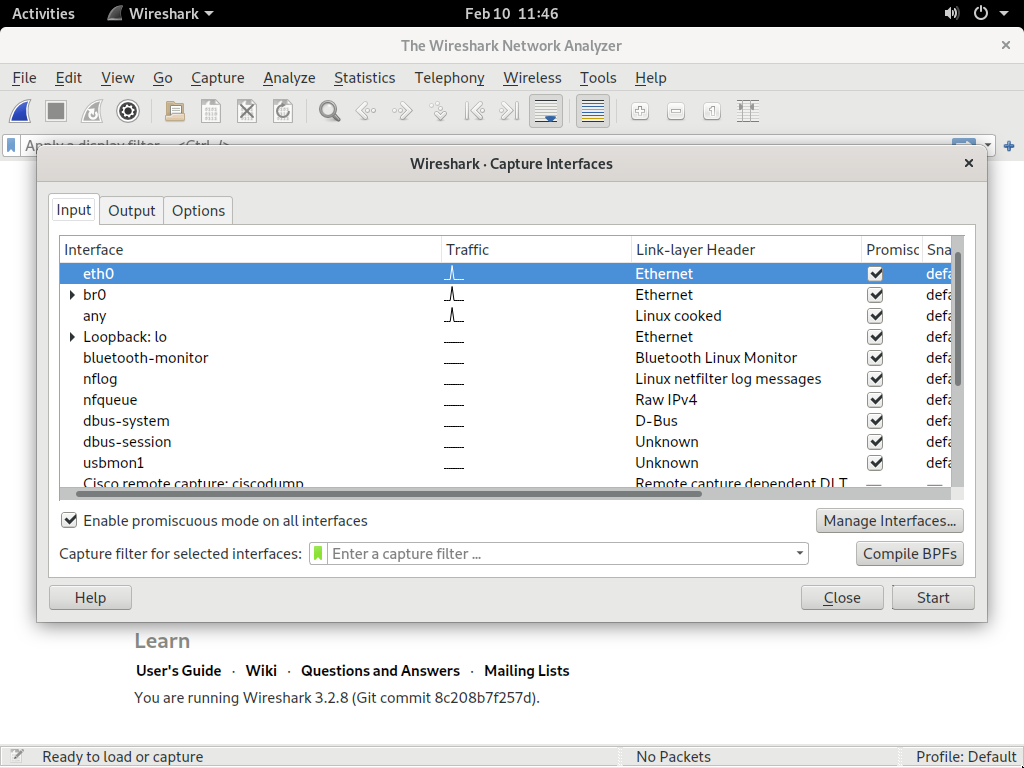 Activities Wireshark Feb 10 11:46
The Wireshark Network Analyzer
File Edit View Go Capture Analyze Statistics Telephony Wireless Tools Help
Apply a display filter ... <Ctrl-/>
Wireshark · Capture Interfaces
Input Output Options
Interface Traffic Link-layer Header Promisc Sna
eth0 Ethernet defa
br0 Ethernet defa
any Linux cooked defa
Loopback: lo Ethernet defa
bluetooth-monitor Bluetooth Linux Monitor defa
nflog Linux netfilter log messages defa
nfqueue Raw IPv4 defa
dbus-system D-Bus defa
dbus-session Unknown defa
usbmon1 Unknown defa
Cisco remote capture: ciscodump Remote capture dependent DLT — —
Enable promiscuous mode on all interfaces Manage Interfaces...
Capture filter for selected interfaces: Enter a capture filter ... Compile BPFs
Help Close Start
Learn
User's Guide · Wiki · Questions and Answers · Mailing Lists
You are running Wireshark 3.2.8 (Git commit 8c208b7f257d).
Ready to load or capture No Packets Profile: Default